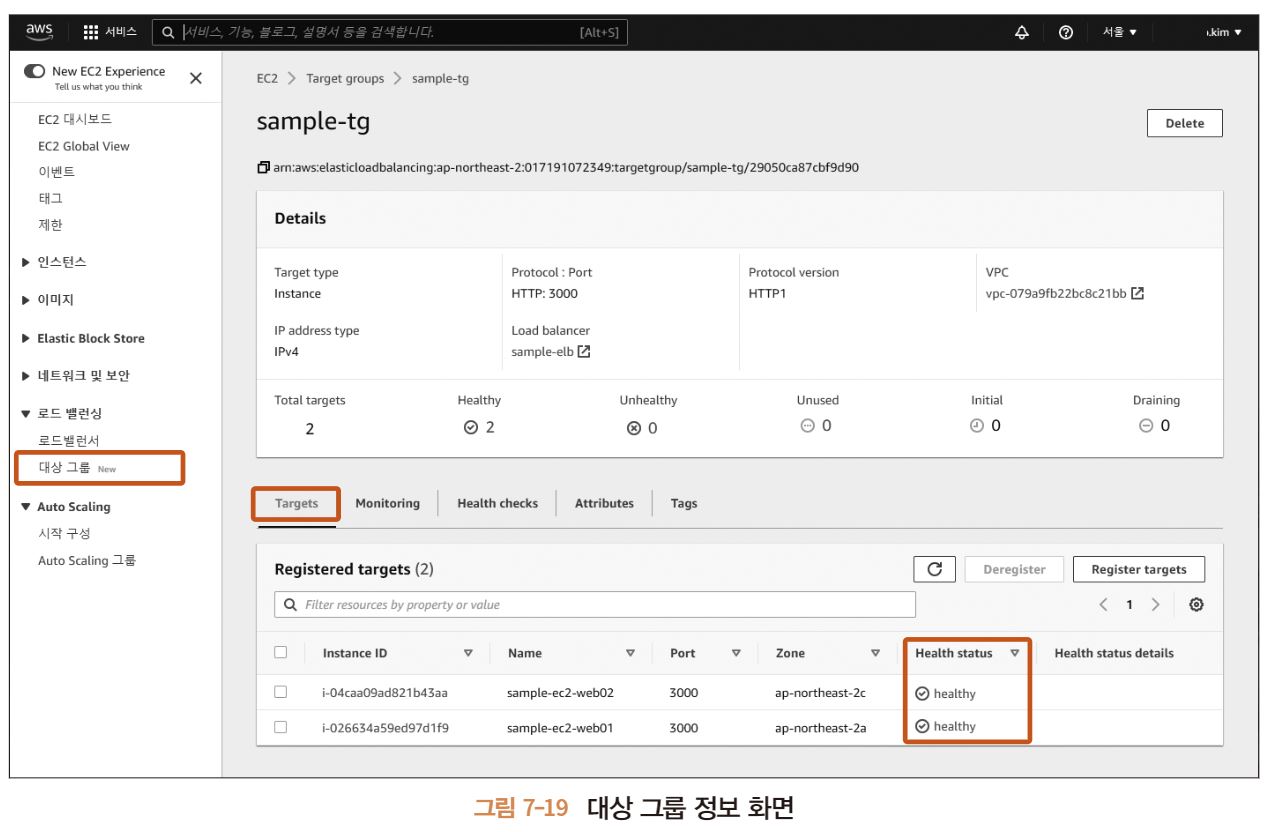 aws 서비스 서비스, 기능, 블로그, 설명서 등을 검색합니다. [Alt+S] 서울 ▼ .kim ▼
New EC2 Experience
Tell us what you think
EC2 대시보드
EC2 Global View
이벤트
태그
제한
인스턴스
이미지
Elastic Block Store
네트워크 및 보안
로드 밸런싱
로드밸런서
대상 그룹 New
Auto Scaling
시작 구성
Auto Scaling 그룹
EC2 > Target groups > sample-tg
sample-tg
Delete
arn:aws:elasticloadbalancing:ap-northeast-2:017191072349:targetgroup/sample-tg/29050ca87cbf9d90
Details
Target type Protocol : Port Protocol version VPC
Instance HTTP: 3000 HTTP1 vpc-079a9fb22bc8c21bb
IP address type Load balancer
IPv4 sample-elb
Total targets Healthy Unhealthy Unused Initial Draining
2 2 0 0 0 0
Targets Monitoring Health checks Attributes Tags
Registered targets (2) Deregister Register targets
Filter resources by property or value < 1 >
Instance ID Name Port Zone Health status Health status details
i-04caa09ad821b43aa sample-ec2-web02 3000 ap-northeast-2c healthy
i-026634a59ed97d1f9 sample-ec2-web01 3000 ap-northeast-2a healthy
그림 7-19 대상 그룹 정보 화면